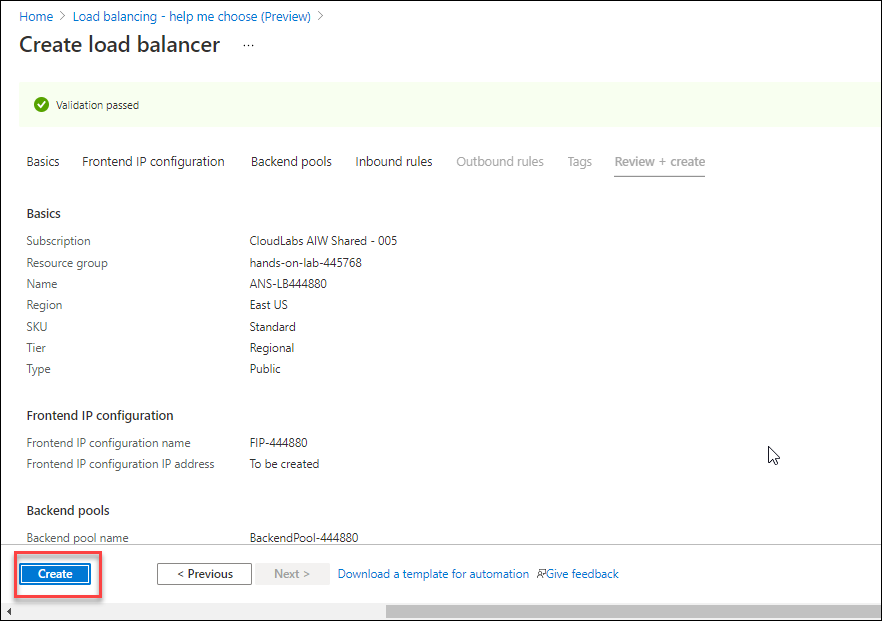 Home > Load balancing - help me choose (Preview) >
Create load balancer ...
Validation passed
Basics Frontend IP configuration Backend pools Inbound rules Outbound rules Tags Review + create
Basics
Subscription CloudLabs AIW Shared - 005
Resource group hands-on-lab-445768
Name ANS-LB444880
Region East US
SKU Standard
Tier Regional
Type Public
Frontend IP configuration
Frontend IP configuration name FIP-444880
Frontend IP configuration IP address To be created
Backend pools
Backend pool name BackendPool-444880
Create < Previous Next > Download a template for automation Give feedback